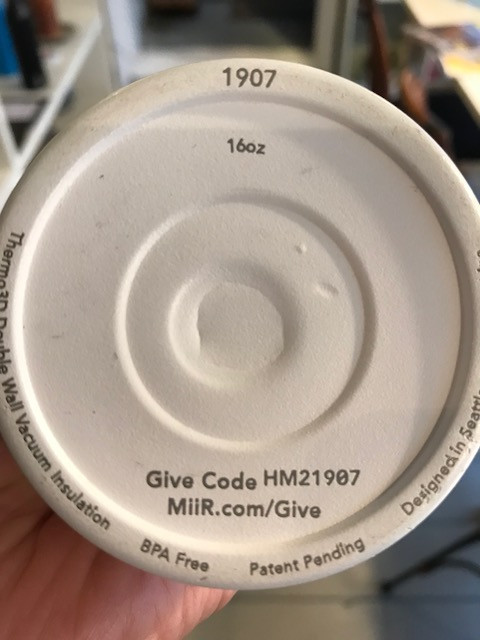 1907
16oz
Give Code HM21907
MiiR.com/Give
Thermo3D Double Wall Vacuum Insulation
BPA Free
Patent Pending
Designed in Seattle